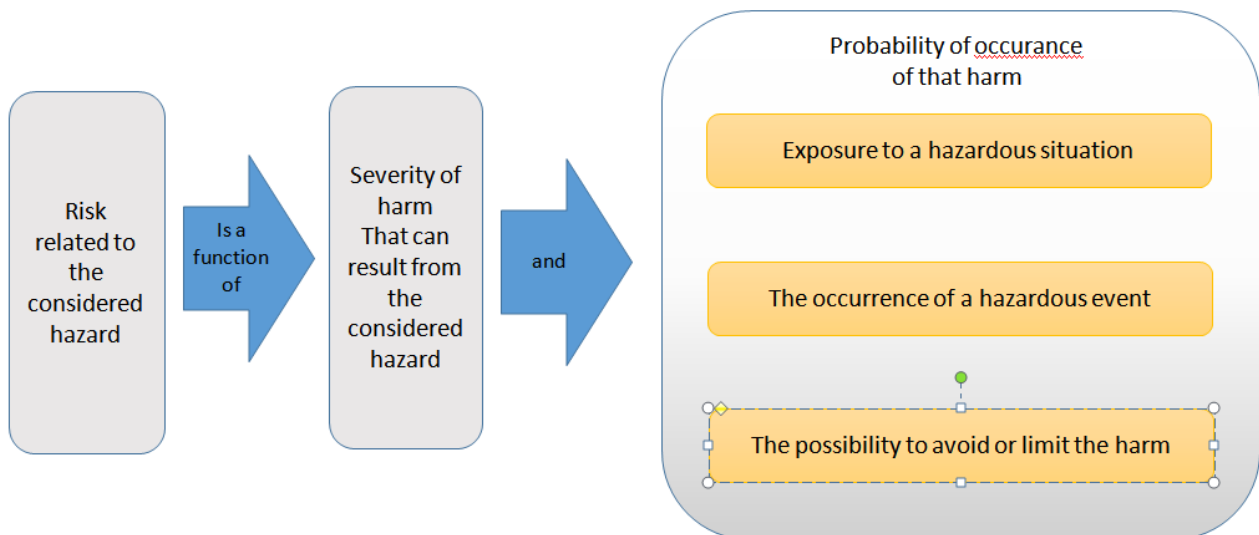 Risk
related to
the
considered
hazard
Is a
function
of
Severity of
harm
That can
result from
the
considered
hazard
and
Probability of occurance
of that harm
Exposure to a hazardous situation
The occurrence of a hazardous event
The possibility to avoid or limit the harm